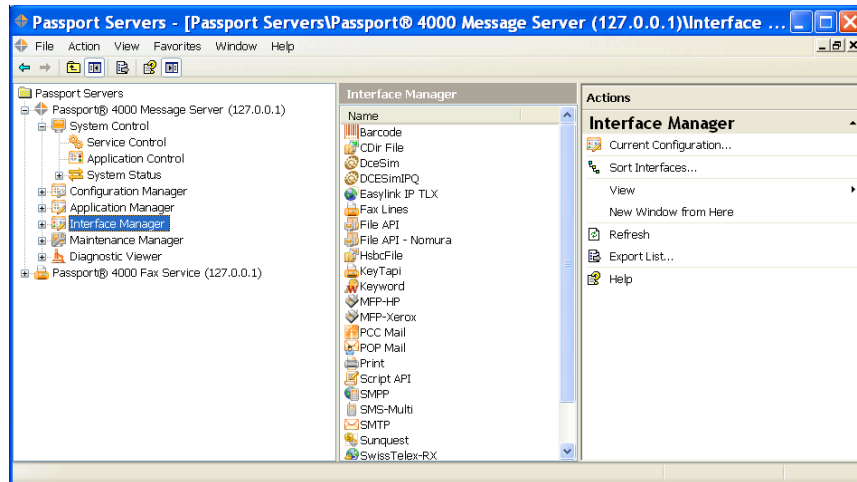 Passport Servers - [Passport Servers\Passport® 4000 Message Server (127.0.0.1)\Interface ...
File Action View Favorites Window Help
Passport Servers
Passport® 4000 Message Server (127.0.0.1)
System Control
Service Control
Application Control
System Status
Configuration Manager
Application Manager
Interface Manager
Maintenance Manager
Diagnostic Viewer
Passport® 4000 Fax Service (127.0.0.1)
Interface Manager
Name
Barcode
CDir File
DceSim
DCESimIPQ
Easylink IP TLX
Fax Lines
File API
File API - Nomura
HsbcFile
KeyTapi
Keyword
MFP-HP
MFP-Xerox
PCC Mail
POP Mail
Print
Script API
SMPP
SMS-Multi
SMTP
Sunquest
SwissTelex-RX
Actions
Interface Manager
Current Configuration...
Sort Interfaces...
View
New Window from Here
Refresh
Export List...
Help